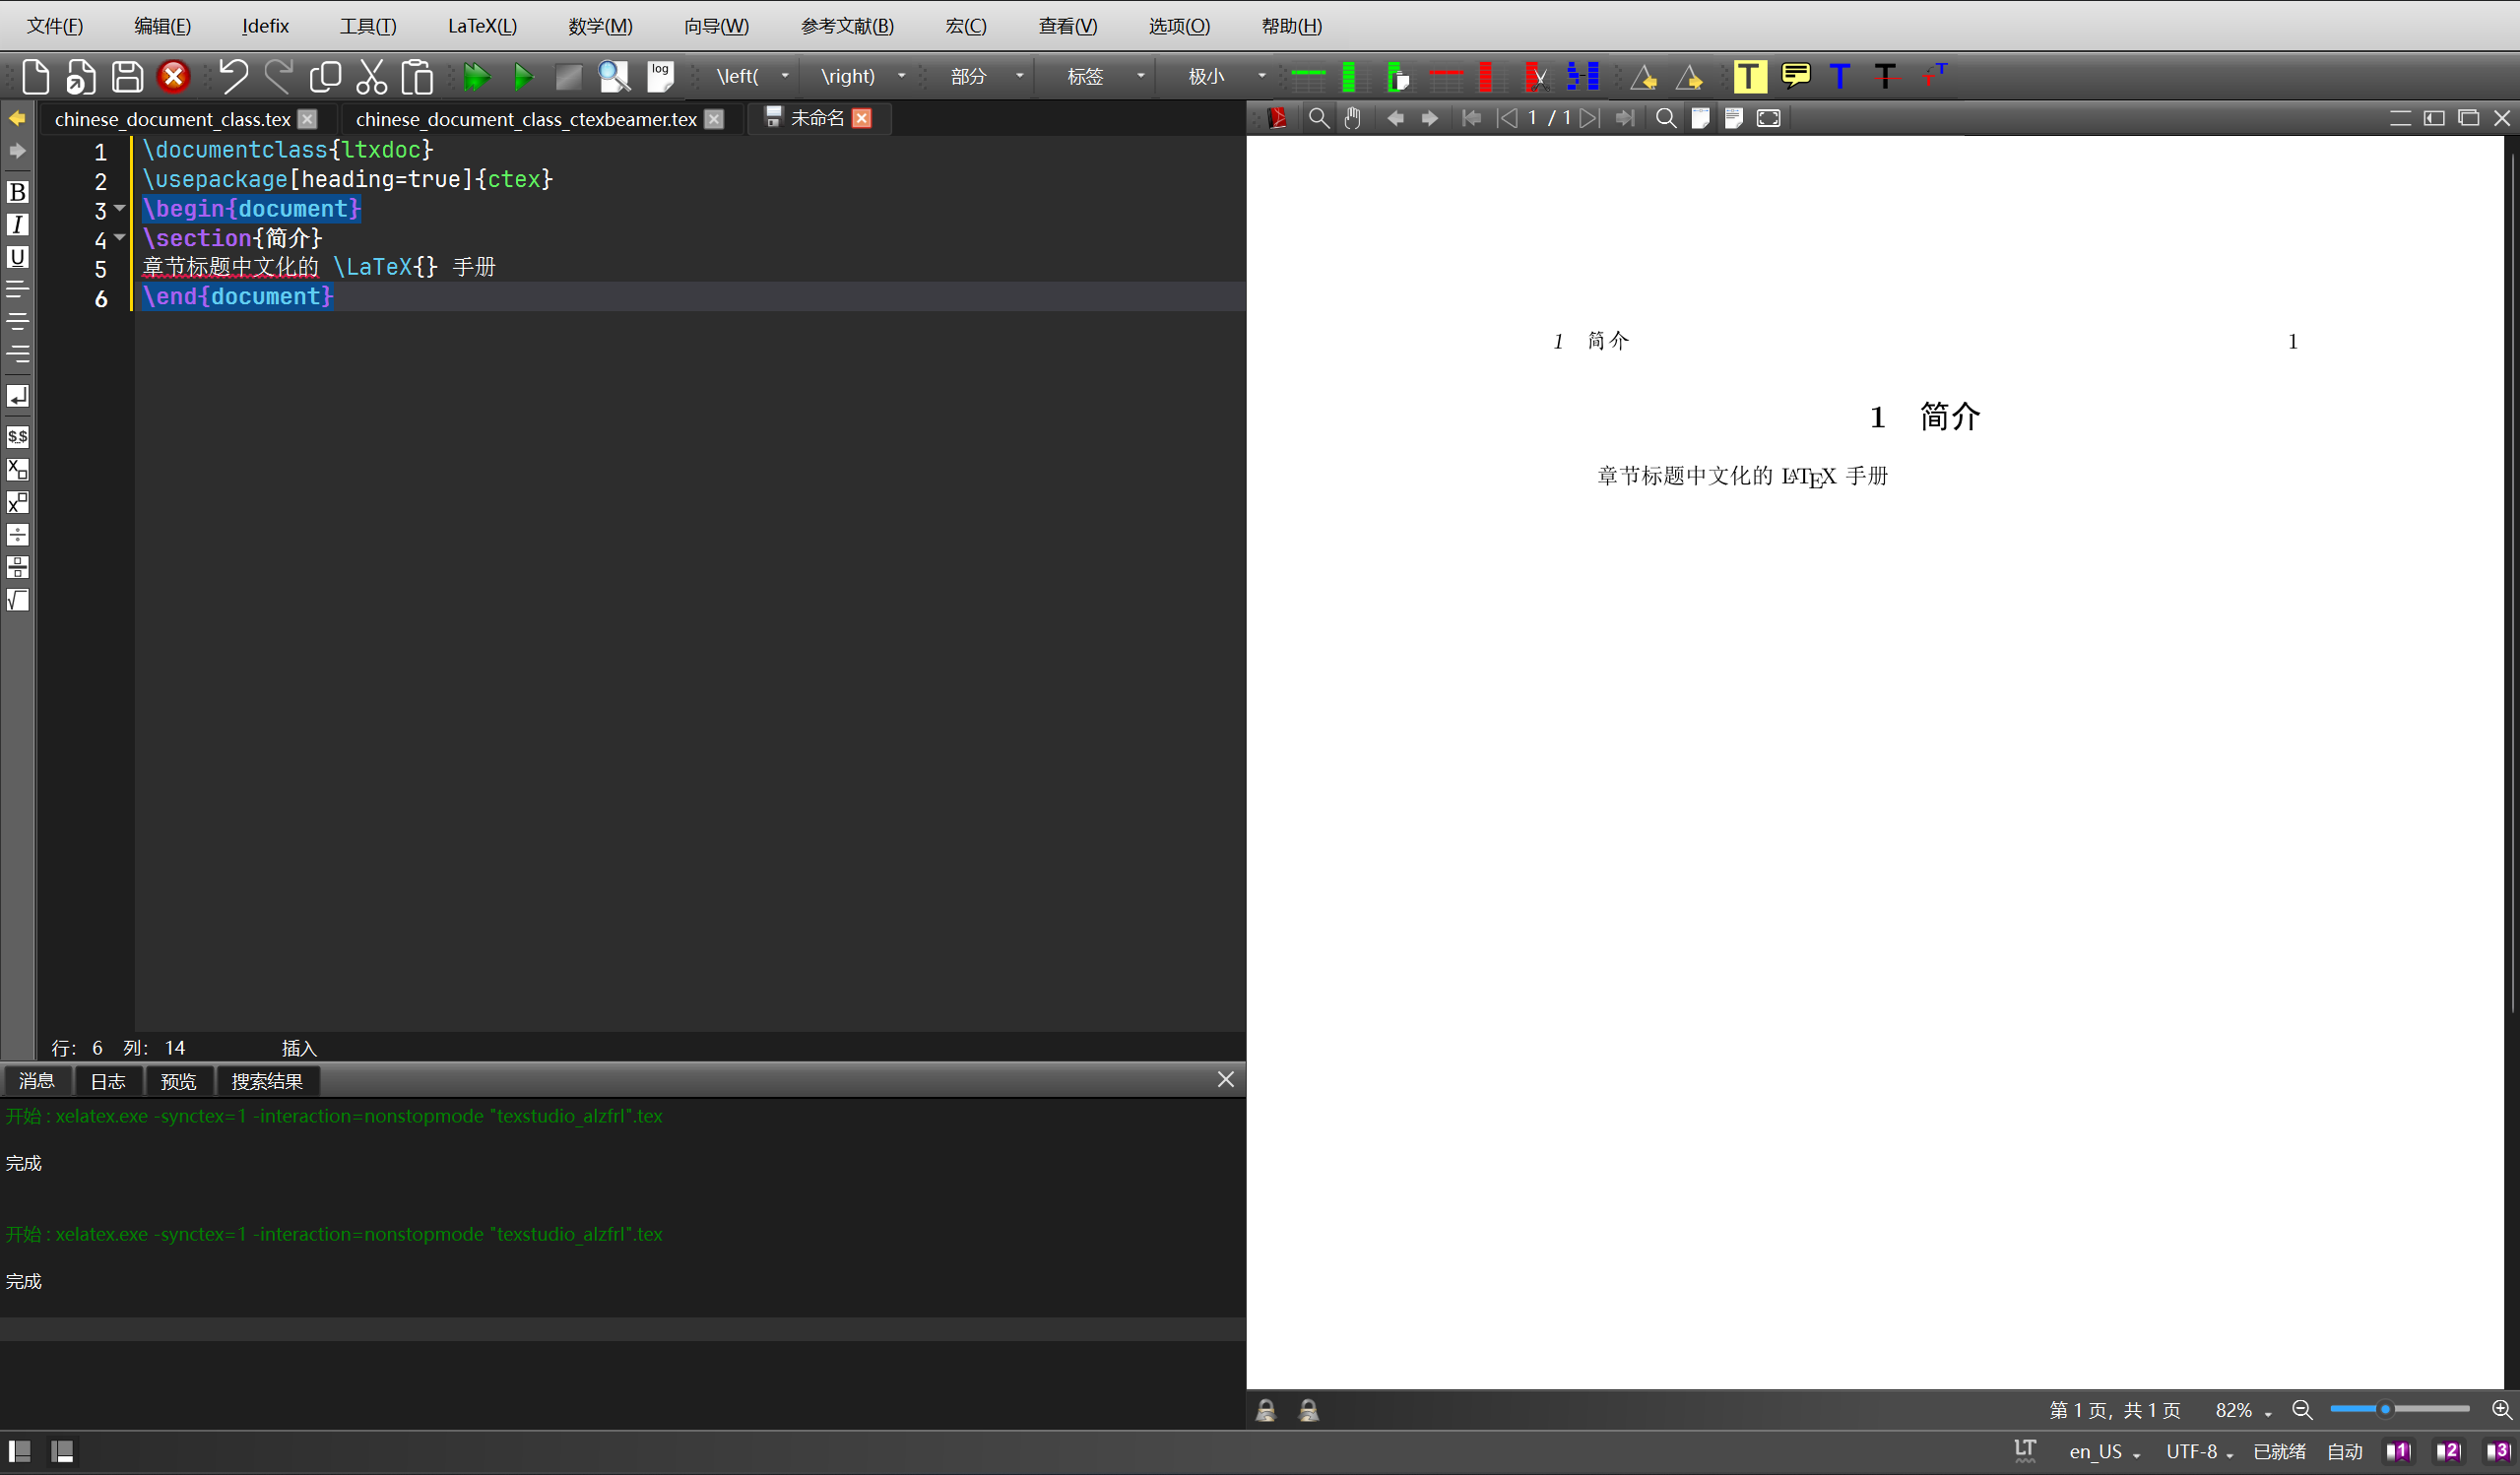 文件(F) 编辑(E) Idefix 工具(T) LaTeX(L) 数学(M) 向导(W) 参考文献(B) 宏(C) 查看(V) 选项(O) 帮助(H)
log \left( \right) 部分 标签 极小
chinese_document_class.tex chinese_document_class_ctexbeamer.tex 未命名
1 / 1
1 \documentclass{ltxdoc}
2 \usepackage[heading=true]{ctex}
3 \begin{document}
4 \section{简介}
5 章节标题中文化的 \LaTeX{} 手册
6 \end{document}
行: 6 列: 14 插入
消息 日志 预览 搜索结果
开始 : xelatex.exe -synctex=1 -interaction=nonstopmode "texstudio_alzfrl".tex
完成
开始 : xelatex.exe -synctex=1 -interaction=nonstopmode "texstudio_alzfrl".tex
完成
1 简介 1
1 简介
章节标题中文化的 LATEX 手册
第 1 页, 共 1 页 82%
LT en_US UTF-8 已就绪 自动 1 2 3